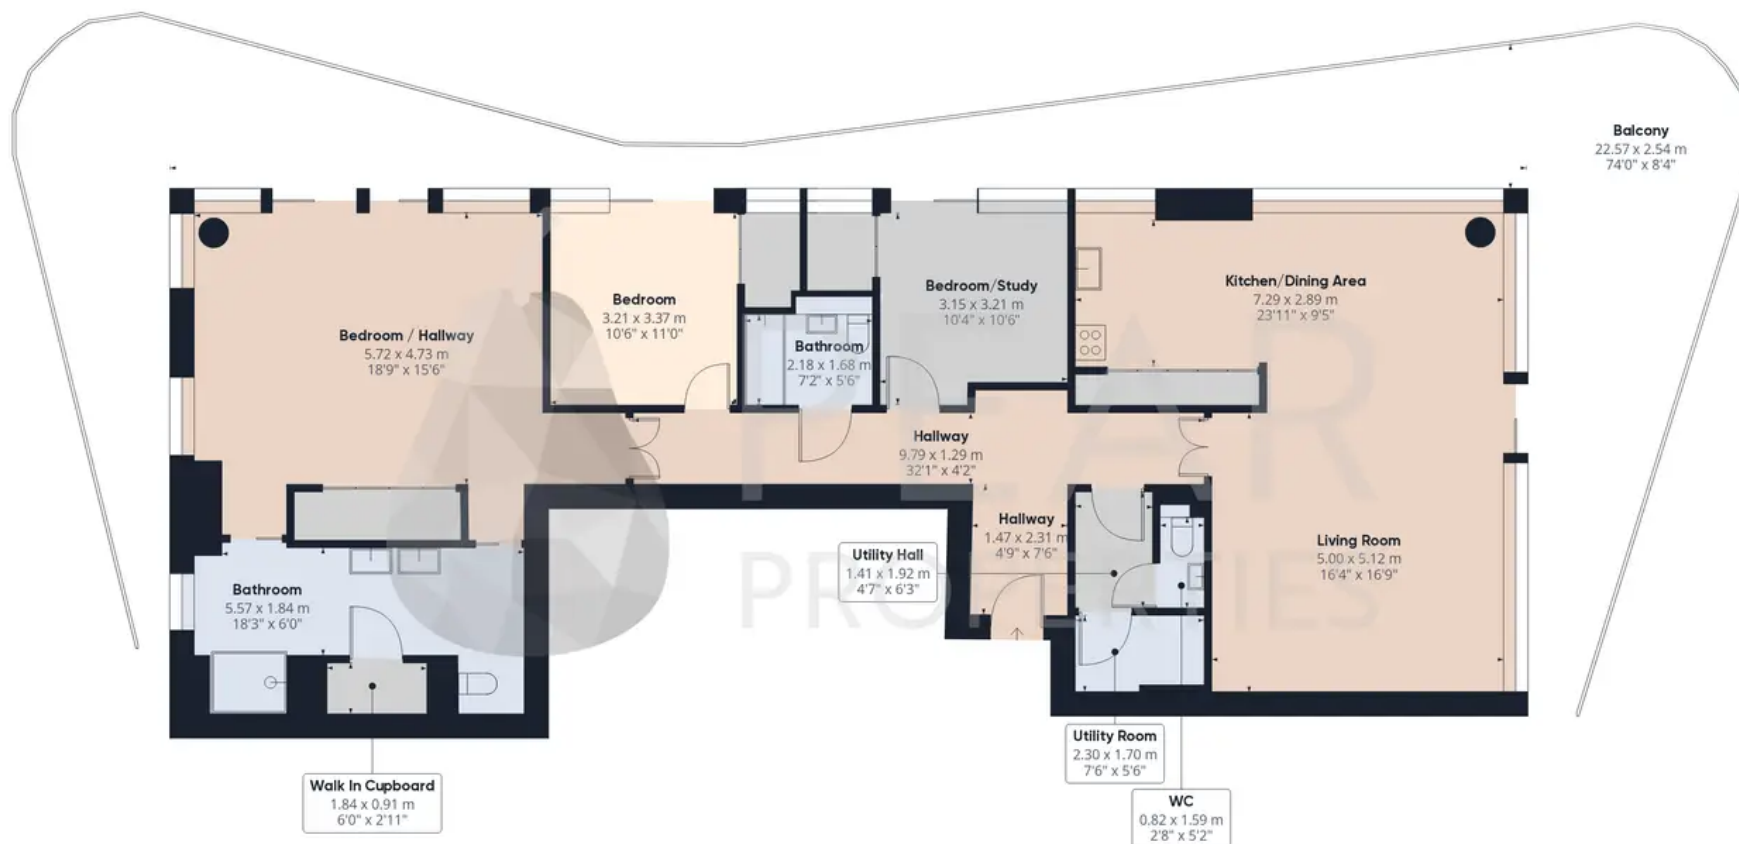 Balcony
22.57 x 2.54 m
74'0" x 8'4"
Bedroom / Hallway
5.72 x 4.73 m
18'9" x 15'6"
Bedroom
3.21 x 3.37 m
10'6" x 11'0"
Bathroom
2.18 x 1.68 m
7'2" x 5'6"
Bedroom/Study
3.15 x 3.21 m
10'4" x 10'6"
Kitchen/Dining Area
7.29 x 2.89 m
23'11" x 9'5"
Hallway
9.79 x 1.29 m
32'1" x 4'2"
Hallway
1.47 x 2.31 m
4'9" x 7'6"
Utility Hall
1.41 x 1.92 m
4'7" x 6'3"
Living Room
5.00 x 5.12 m
16'4" x 16'9"
Bathroom
5.57 x 1.84 m
18'3" x 6'0"
Utility Room
2.30 x 1.70 m
7'6" x 5'6"
Walk In Cupboard
1.84 x 0.91 m
6'0" x 2'11"
WC
0.82 x 1.59 m
2'8" x 5'2"
PEAR
PROPERTIES